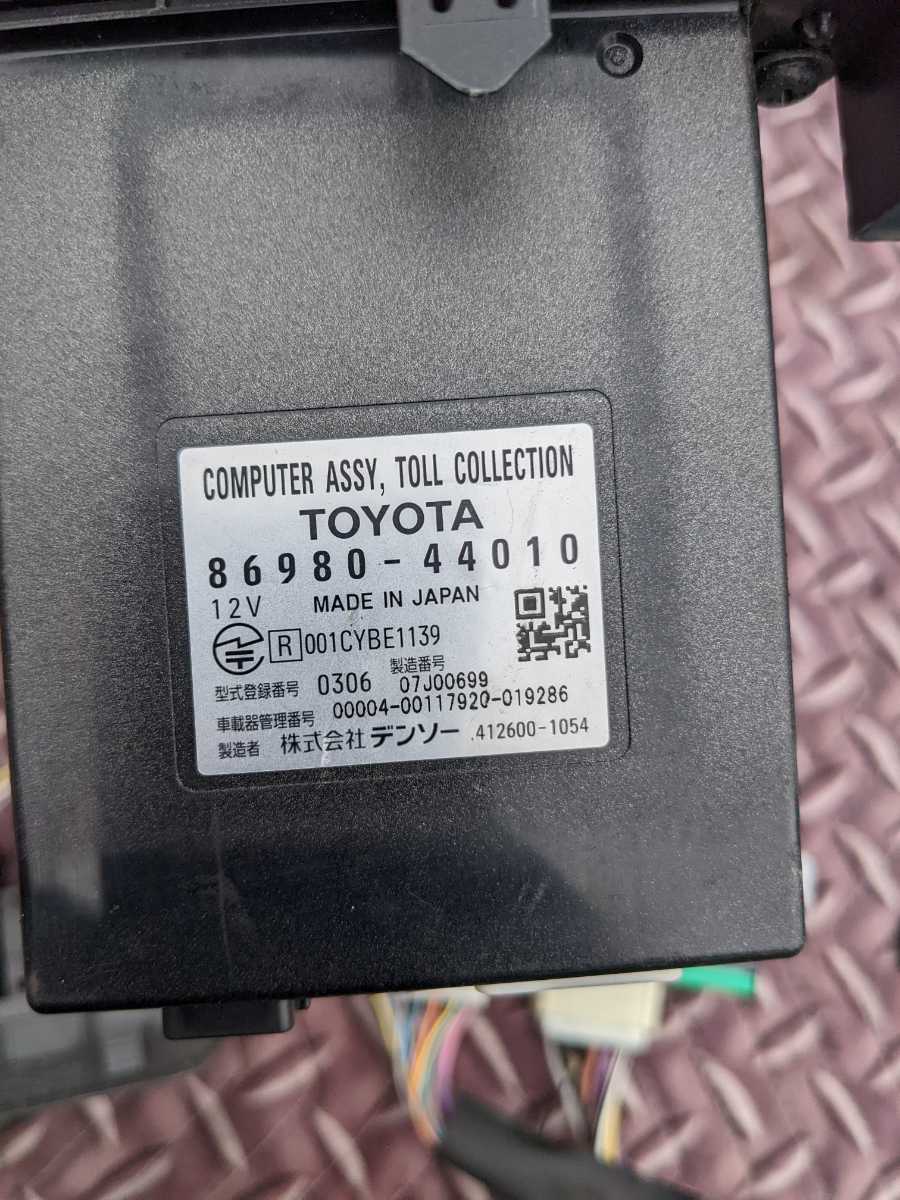 COMPUTER ASSY, TOLL COLLECTION
TOYOTA
86980-44010
12V MADE IN JAPAN
R 001CYBE1139
型式登録番号 0306 製造番号 07J00699
車載器管理番号 00004-00117920-019286
製造者 株式会社 デンソー 412600-1054